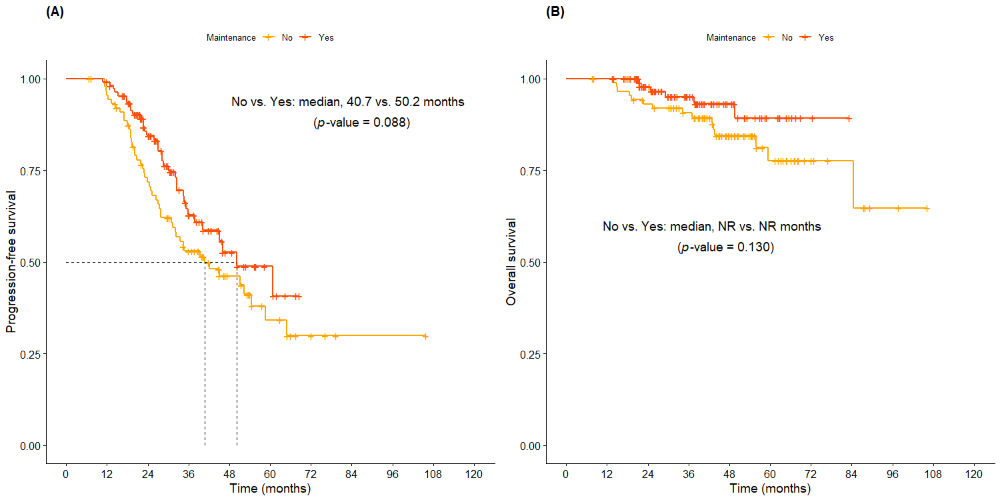 (A)
Maintenance No Yes
1.00
0.75
0.50
0.25
0.00
Progression-free survival
No vs. Yes: median, 40.7 vs. 50.2 months
(p-value = 0.088)
0 12 24 36 48 60 72 84 96 108 120
Time (months)
(B)
Maintenance No Yes
1.00
0.75
0.50
0.25
0.00
Overall survival
No vs. Yes: median, NR vs. NR months
(p-value = 0.130)
0 12 24 36 48 60 72 84 96 108 120
Time (months)